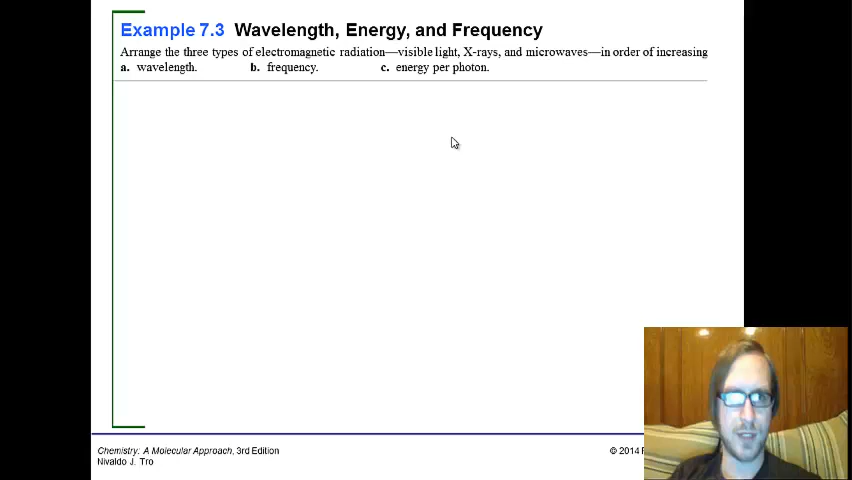 Example 7.3 Wavelength, Energy, and Frequency
Arrange the three types of electromagnetic radiation—visible light, X-rays, and microwaves—in order of increasing
a. wavelength. b. frequency. c. energy per photon.
Chemistry: A Molecular Approach, 3rd Edition
Nivaldo J. Tro
© 2014